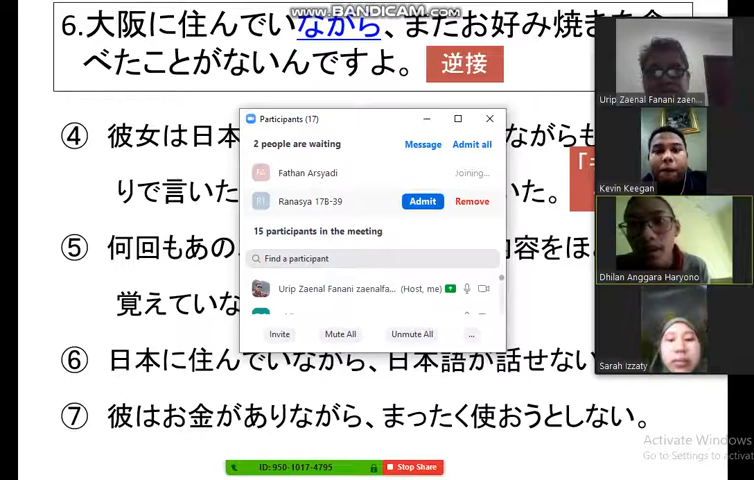 WWW.BANDICAM.COM
6.大阪に住んでいながら、まだお好み焼きを食
べたことがないんですよ。
逆接
④ 彼女は日本
ながらも
りで言いた
いた。
⑤ 何回もあの
内容をほ
覚えていな
⑥ 日本に住んでいながら、日本語が話せない
⑦ 彼はお金がありながら、まったく使おうとしない。
Participants (17)
2 people are waiting
Message
Admit all
FA
Fathan Arsyadi
Joining...
R1
Ranasya 17B-39
Admit
Remove
15 participants in the meeting
Find a participant
Urip Zaenal Fanani zaenalfa...
(Host, me)
Invite
Mute All
Unmute All
...
Urip Zaenal Fanani zaen...
Kevin Keegan
Dhilan Anggara Haryono
Sarah Izzaty
ID: 950-1017-4795
Stop Share
Activate Windows
Go to Settings to activat